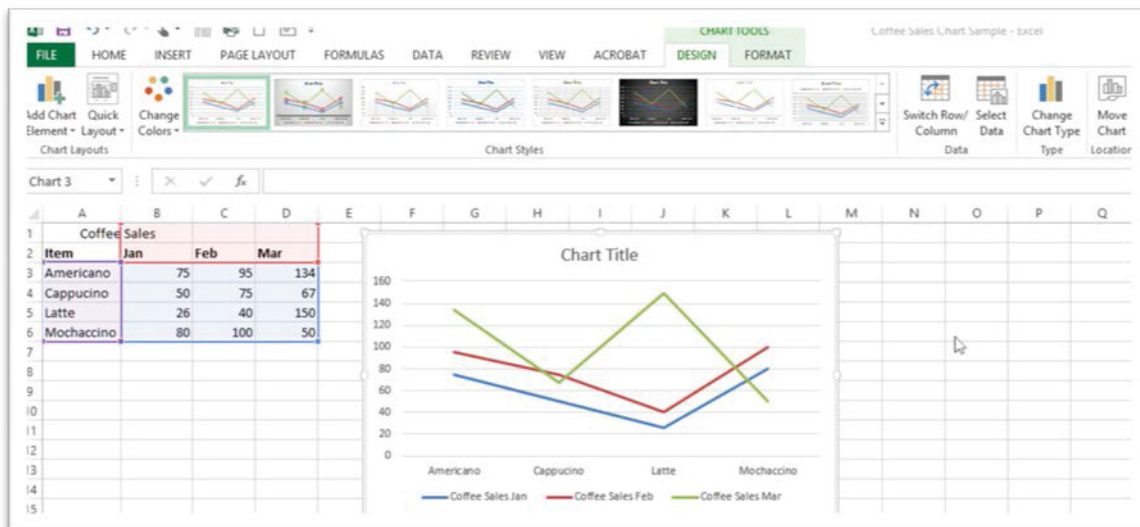 CHART TOOLS Coffee Sales Chart Sample - Excel
FILE HOME INSERT PAGE LAYOUT FORMULAS DATA REVIEW VIEW ACROBAT DESIGN FORMAT
Add Chart Quick Change Switch Row/ Select Change Move
Element Layout Colors Column Data Chart Type Chart
Chart Layouts Chart Styles Data Type Location
Chart 3 fx
A B C D E F G H I J K L M N O P Q
1 Coffee Sales
2 Item Jan Feb Mar
3 Americano 75 95 134
4 Cappucino 50 75 67
5 Latte 26 40 150
6 Mochaccino 80 100 50
7
8
9
10
11
12
13
14
15
Chart Title
160
140
120
100
80
60
40
20
0
Americano Cappucino Latte Mochaccino
Coffee Sales Jan Coffee Sales Feb Coffee Sales Mar